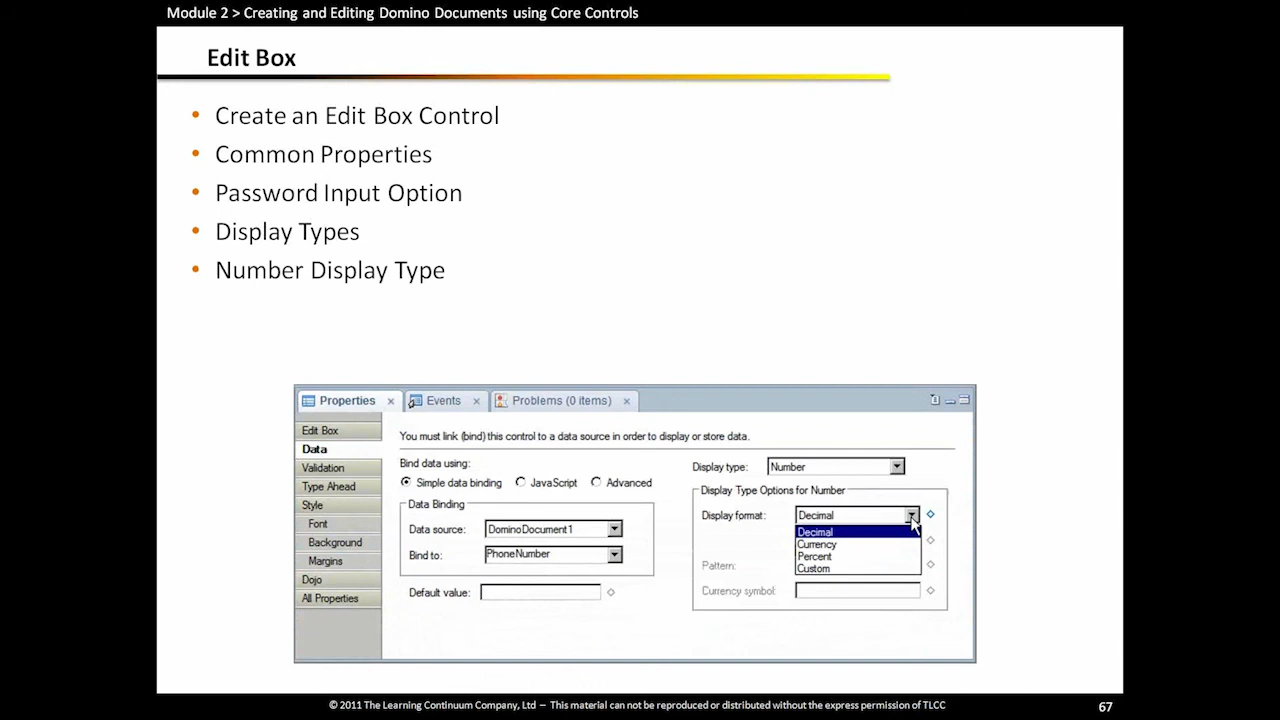 Module 2 > Creating and Editing Domino Documents using Core Controls
Edit Box
• Create an Edit Box Control
• Common Properties
• Password Input Option
• Display Types
• Number Display Type
Properties
Events
Problems (0 items)
Edit Box
Data
Validation
Type Ahead
Style
Font
Background
Margins
Dojo
All Properties
You must link (bind) this control to a data source in order to display or store data.
Bind data using:
Simple data binding JavaScript Advanced
Data Binding
Data source: DominoDocument1
Bind to: PhoneNumber
Default value:
Display type: Number
Display Type Options for Number
Display format: Decimal
Decimal
Currency
Percent
Custom
Pattern:
Currency symbol:
© 2011 The Learning Continuum Company, Ltd – This material can not be reproduced or distributed without the express permission of TLCC
67